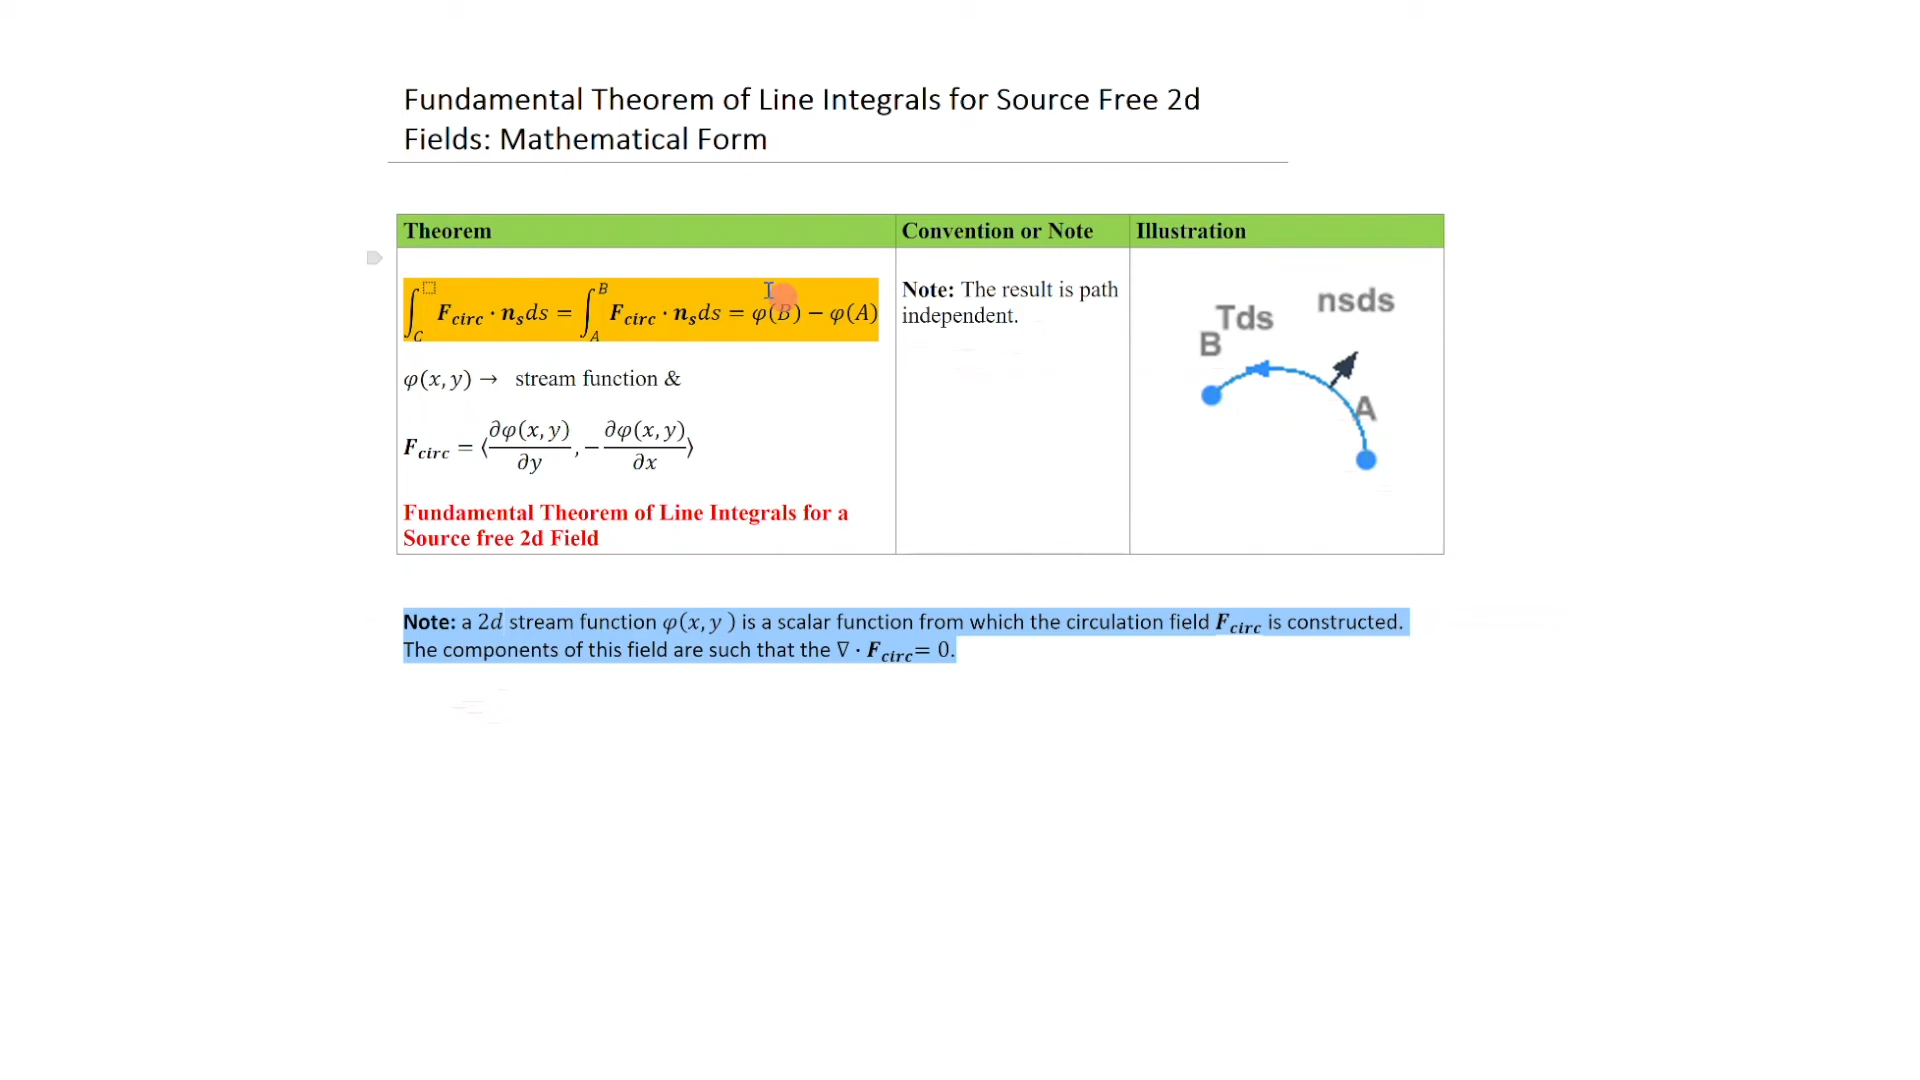 Fundamental Theorem of Line Integrals for Source Free 2d
Fields: Mathematical Form
Theorem
Convention or Note
Illustration
∫_C^□ F_circ · n_s ds = ∫_A^B F_circ · n_s ds = φ(B) − φ(A)
φ(x, y) → stream function &
F_circ = ⟨∂φ(x, y)/∂y , −∂φ(x, y)/∂x⟩
Fundamental Theorem of Line Integrals for a
Source free 2d Field
Note: The result is path
independent.
nsds
Tds
B
A
Note: a 2d stream function φ(x, y ) is a scalar function from which the circulation field F_circ is constructed.
The components of this field are such that the ∇ · F_circ= 0.